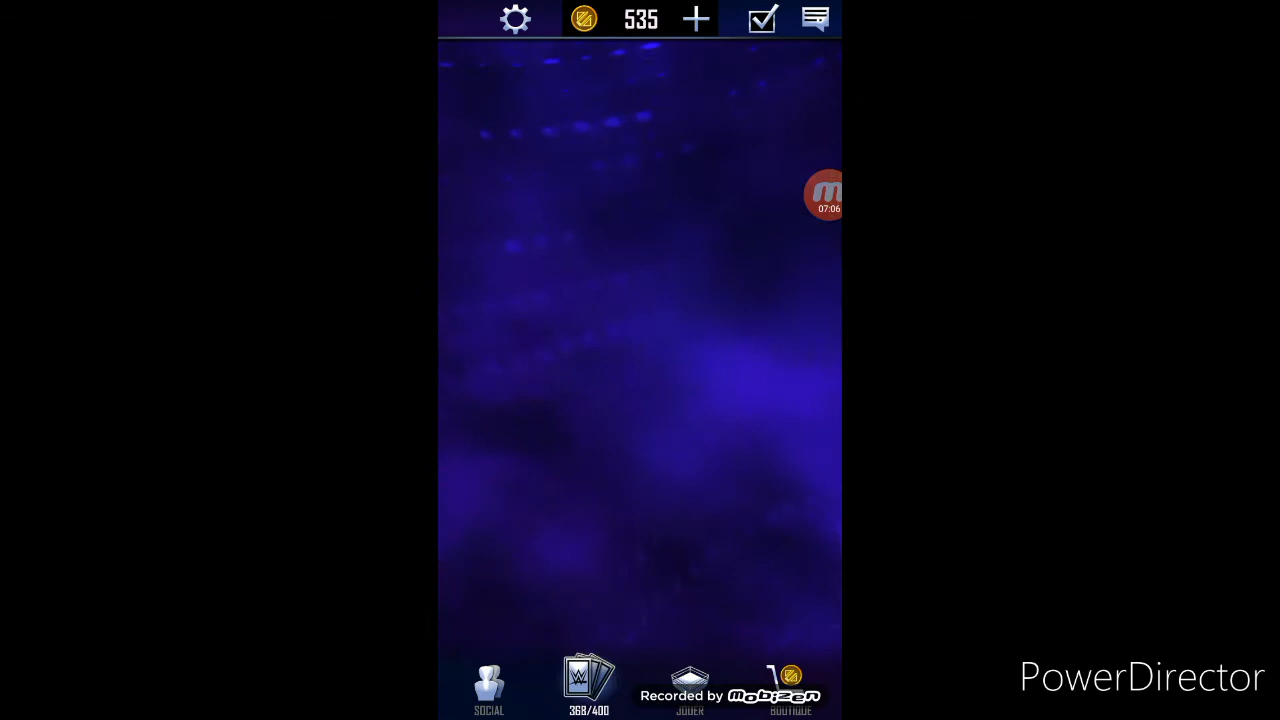 535
07:06
Recorded by Mobizen
SOCIAL
368/400
JOUER
BOUTIQUE
PowerDirector